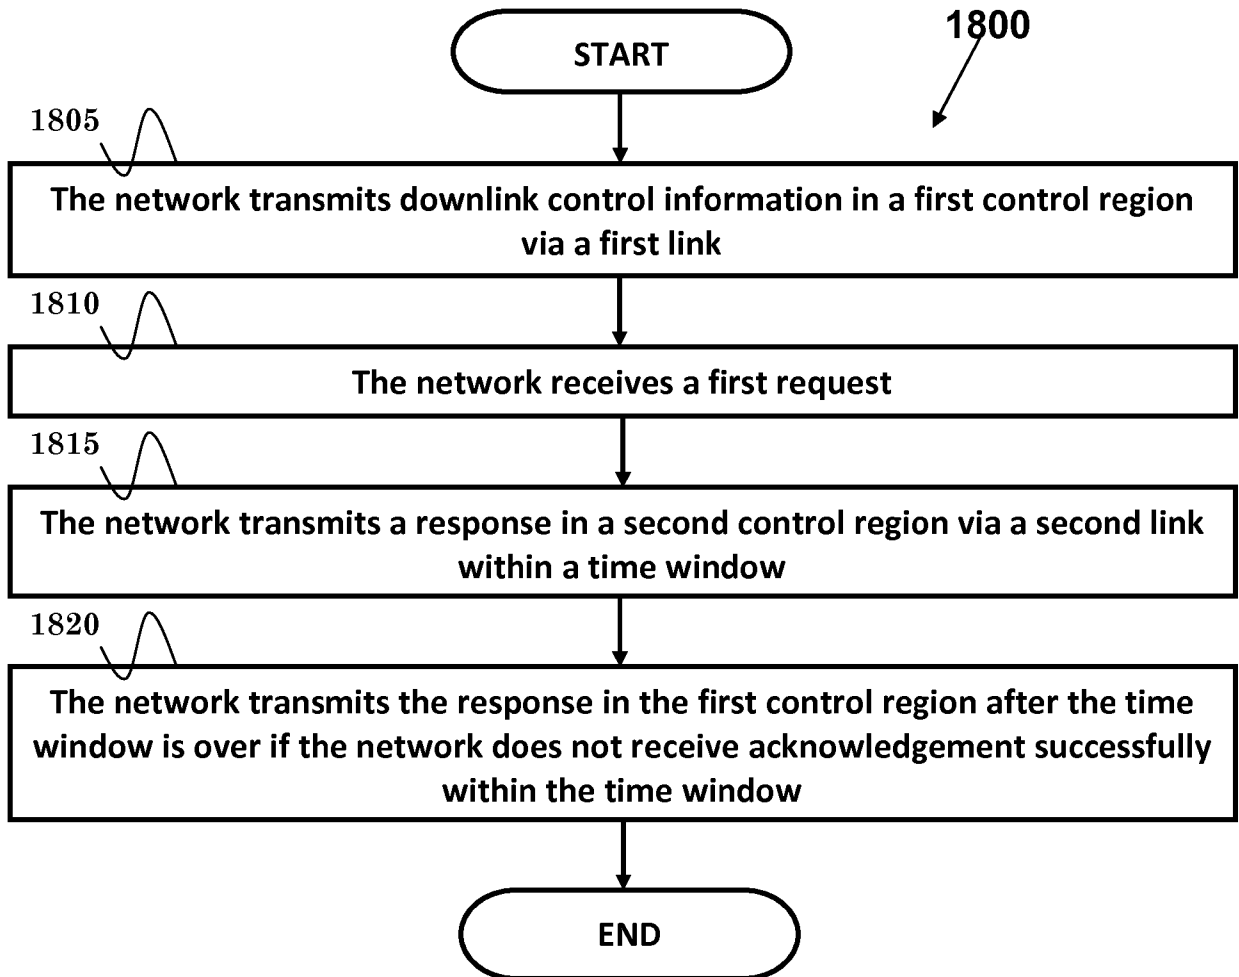 START
1800
1805
The network transmits downlink control information in a first control region
via a first link
1810
The network receives a first request
1815
The network transmits a response in a second control region via a second link
within a time window
1820
The network transmits the response in the first control region after the time
window is over if the network does not receive acknowledgement successfully
within the time window
END